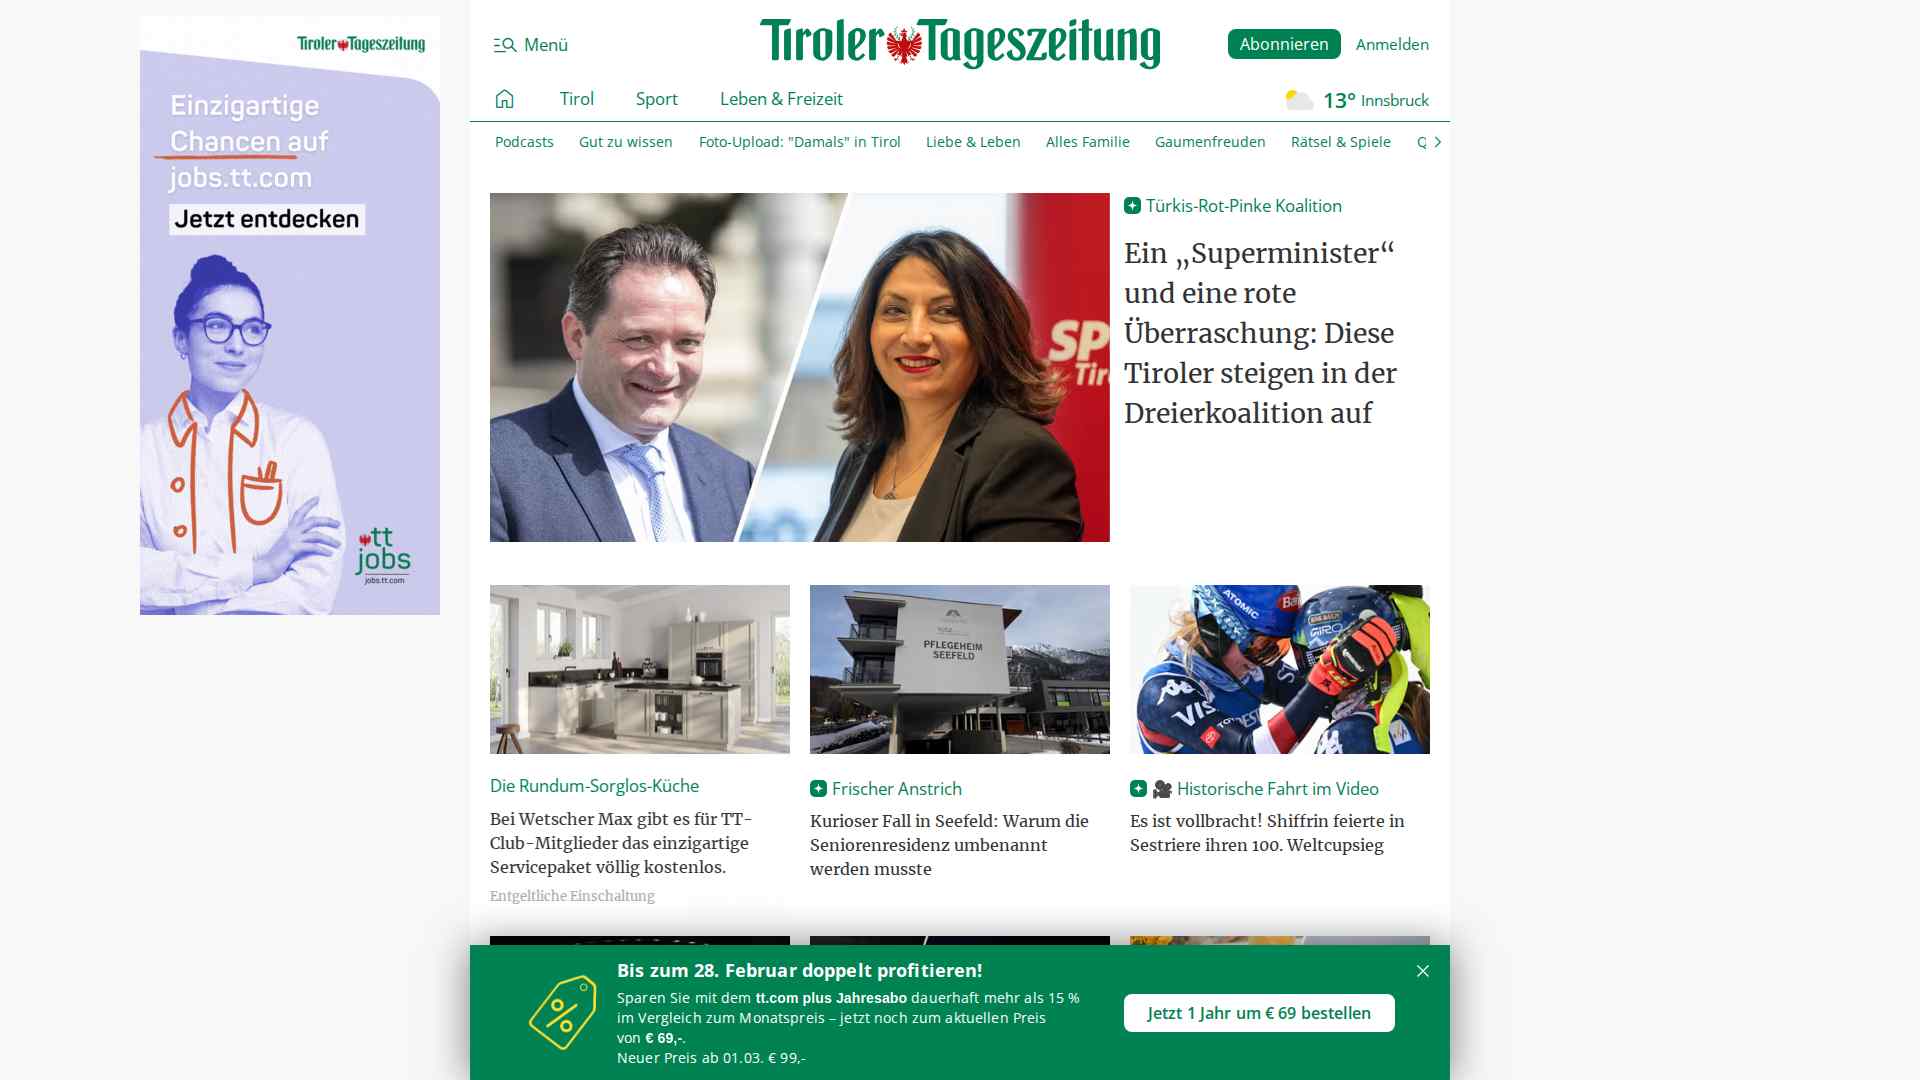 Tiroler Tageszeitung
Einzigartige
Chancen auf
jobs.tt.com
Jetzt entdecken
tt
jobs
jobs.tt.com
Menü
Tiroler Tageszeitung
Abonnieren
Anmelden
Tirol
Sport
Leben & Freizeit
13° Innsbruck
Podcasts
Gut zu wissen
Foto-Upload: "Damals" in Tirol
Liebe & Leben
Alles Familie
Gaumenfreuden
Rätsel & Spiele
Q
SP
Tir
Türkis-Rot-Pinke Koalition
Ein „Superminister“
und eine rote
Überraschung: Diese
Tiroler steigen in der
Dreierkoalition auf
PFLEGEHEIM
SEEFELD
ATOMIC
GIRO
VIS
Die Rundum-Sorglos-Küche
Bei Wetscher Max gibt es für TT-
Club-Mitglieder das einzigartige
Servicepaket völlig kostenlos.
Entgeltliche Einschaltung
Frischer Anstrich
Kurioser Fall in Seefeld: Warum die
Seniorenresidenz umbenannt
werden musste
🎥 Historische Fahrt im Video
Es ist vollbracht! Shiffrin feierte in
Sestriere ihren 100. Weltcupsieg
Bis zum 28. Februar doppelt profitieren!
Sparen Sie mit dem tt.com plus Jahresabo dauerhaft mehr als 15 %
im Vergleich zum Monatspreis – jetzt noch zum aktuellen Preis
von € 69,-.
Neuer Preis ab 01.03. € 99,-
Jetzt 1 Jahr um € 69 bestellen